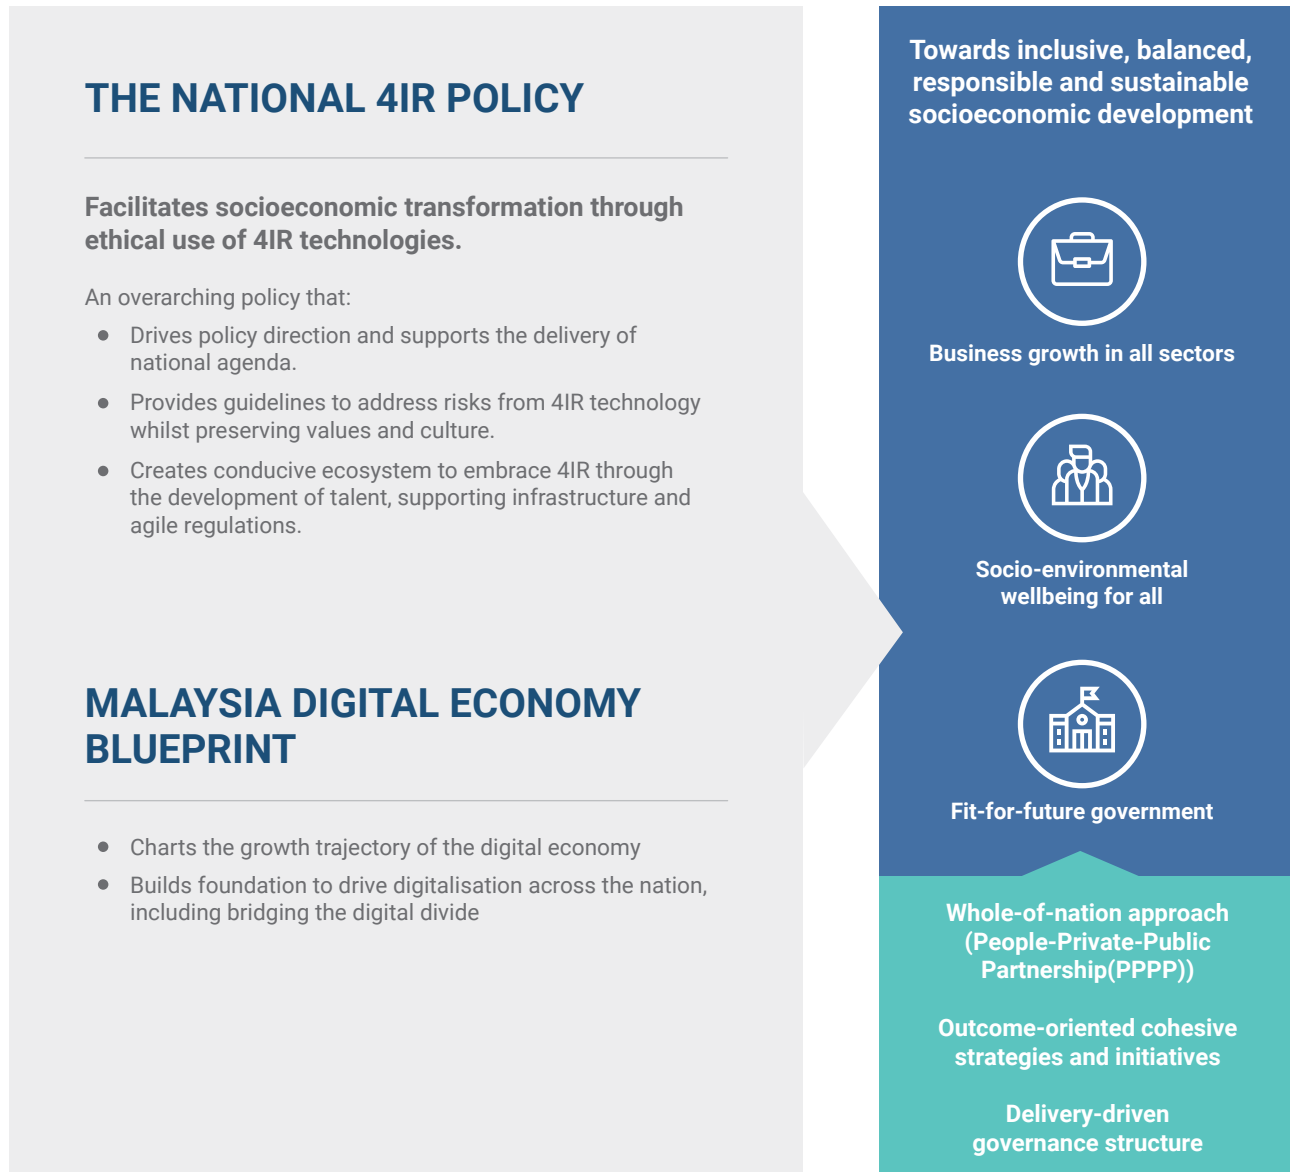 THE NATIONAL 4IR POLICY
Facilitates socioeconomic transformation through
ethical use of 4IR technologies.
An overarching policy that:
● Drives policy direction and supports the delivery of
national agenda.
● Provides guidelines to address risks from 4IR technology
whilst preserving values and culture.
● Creates conducive ecosystem to embrace 4IR through
the development of talent, supporting infrastructure and
agile regulations.
MALAYSIA DIGITAL ECONOMY
BLUEPRINT
● Charts the growth trajectory of the digital economy
● Builds foundation to drive digitalisation across the nation,
including bridging the digital divide
Towards inclusive, balanced,
responsible and sustainable
socioeconomic development
Business growth in all sectors
Socio-environmental
wellbeing for all
Fit-for-future government
Whole-of-nation approach
(People-Private-Public
Partnership(PPPP))
Outcome-oriented cohesive
strategies and initiatives
Delivery-driven
governance structure